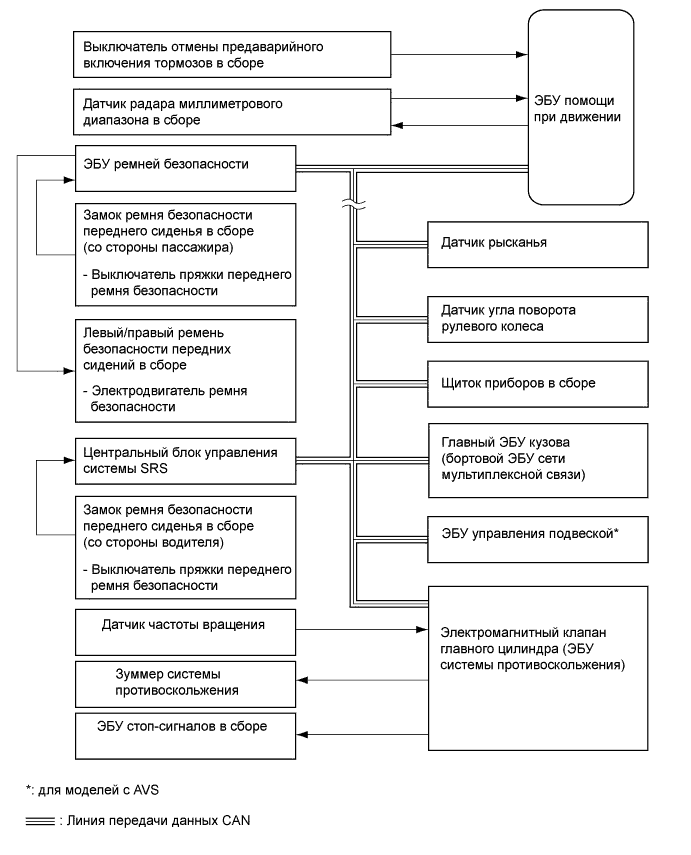 Выключатель отмены предаварийного
включения тормозов в сборе
ЭБУ помощи
при движении
Датчик радара миллиметрового
диапазона в сборе
ЭБУ ремней безопасности
Замок ремня безопасности
переднего сиденья в сборе
(со стороны пассажира)
- Выключатель пряжки переднего
ремня безопасности
Датчик рысканья
Датчик угла поворота
рулевого колеса
Левый/правый ремень
безопасности передних
сидений в сборе
- Электродвигатель ремня
безопасности
Щиток приборов в сборе
Центральный блок управления
системы SRS
Главный ЭБУ кузова
(бортовой ЭБУ сети
мультиплексной связи)
Замок ремня безопасности
переднего сиденья в сборе
(со стороны водителя)
- Выключатель пряжки переднего
ремня безопасности
ЭБУ управления подвеской*
Датчик частоты вращения
Электромагнитный клапан
главного цилиндра (ЭБУ
системы противоскольжения)
Зуммер системы
противоскольжения
ЭБУ стоп-сигналов в сборе
*: для моделей с AVS
: Линия передачи данных CAN